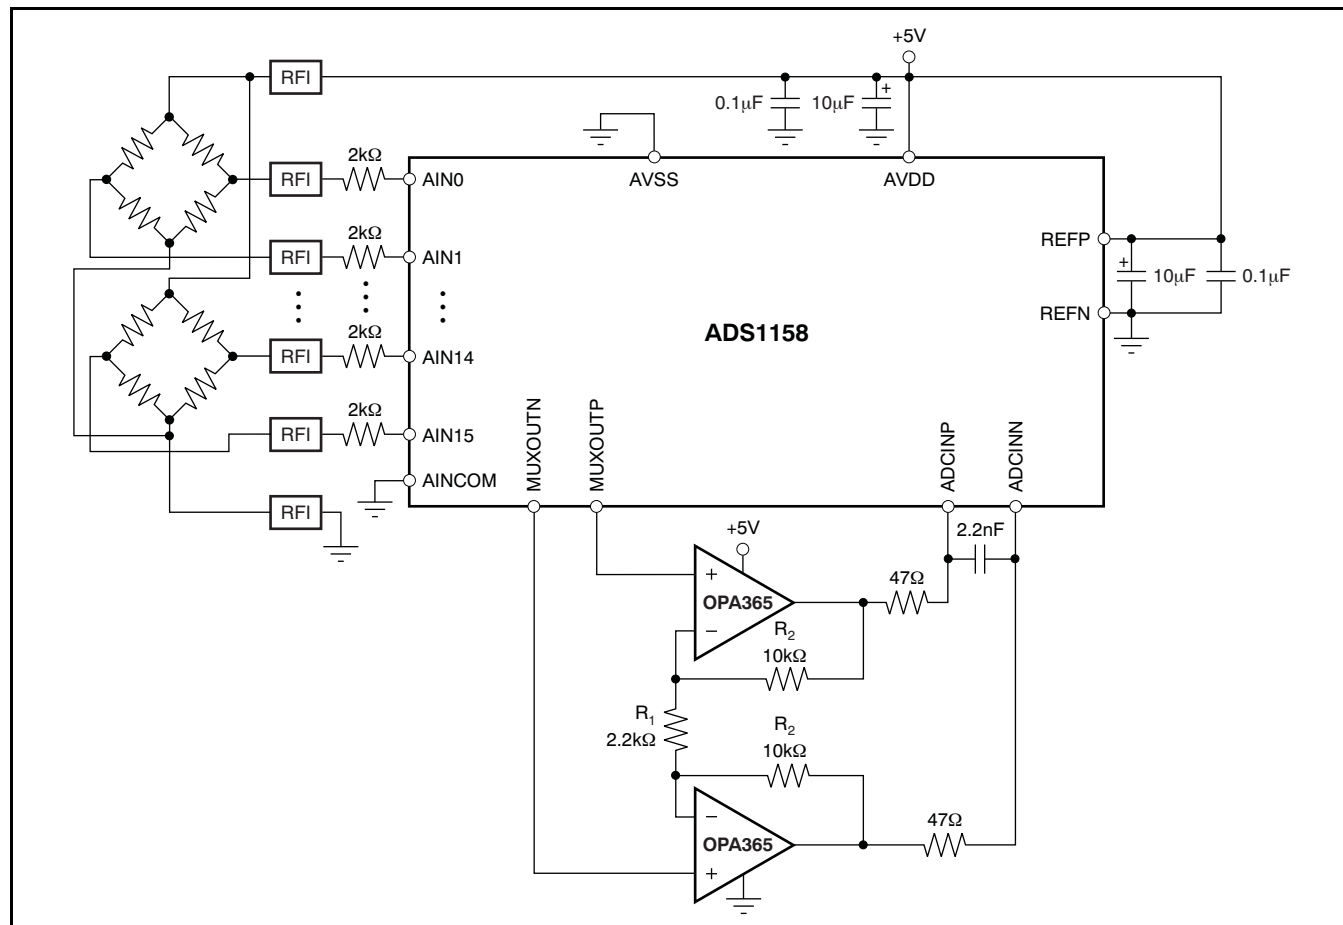 +5V
RFI
0.1µF
10µF
+
2kΩ
RFI
AIN0
AVSS
AVDD
2kΩ
RFI
AIN1
REFP
+
10µF
0.1µF
REFN
ADS1158
2kΩ
RFI
AIN14
2kΩ
RFI
AIN15
AINCOM
RFI
MUXOUTN
MUXOUTP
ADCINP
ADCINN
+5V
2.2nF
+
OPA365
−
47Ω
R2
10kΩ
R1
2.2kΩ
R2
10kΩ
−
OPA365
+
47Ω